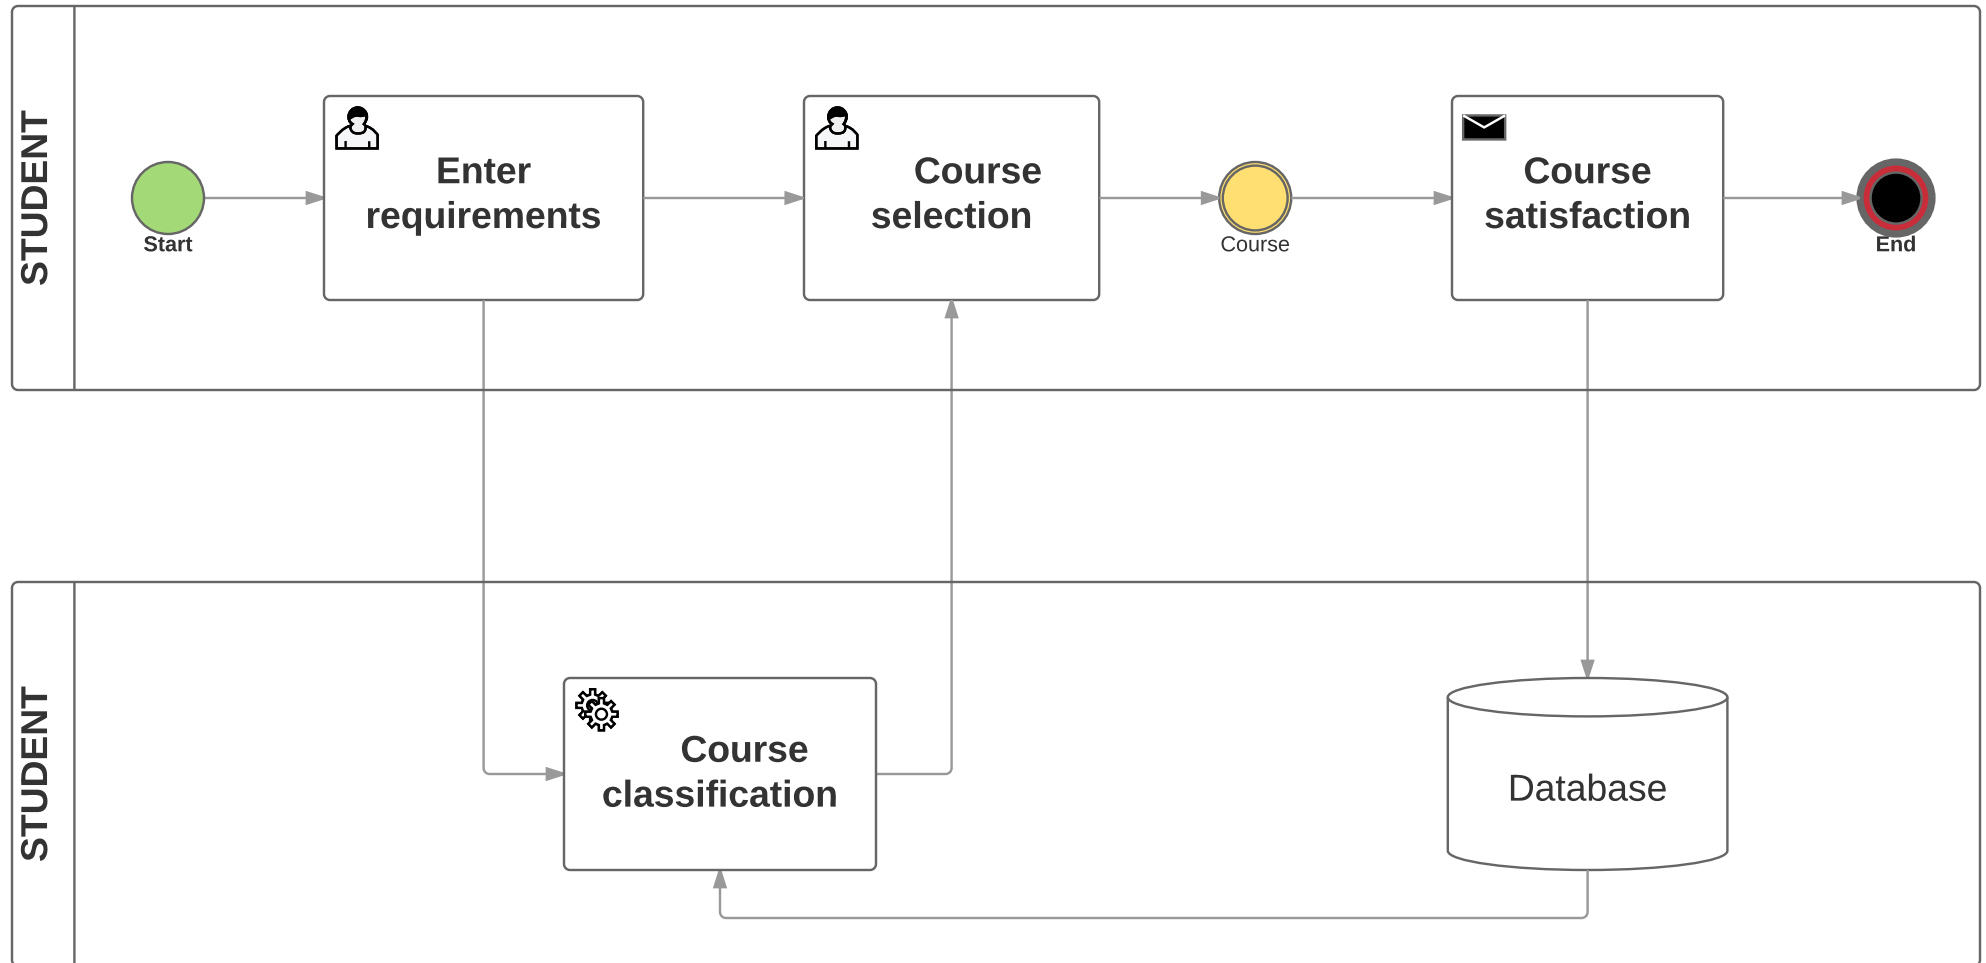 STUDENT
Start
Enter
requirements
Course
selection
Course
Course
satisfaction
End
STUDENT
Course
classification
Database